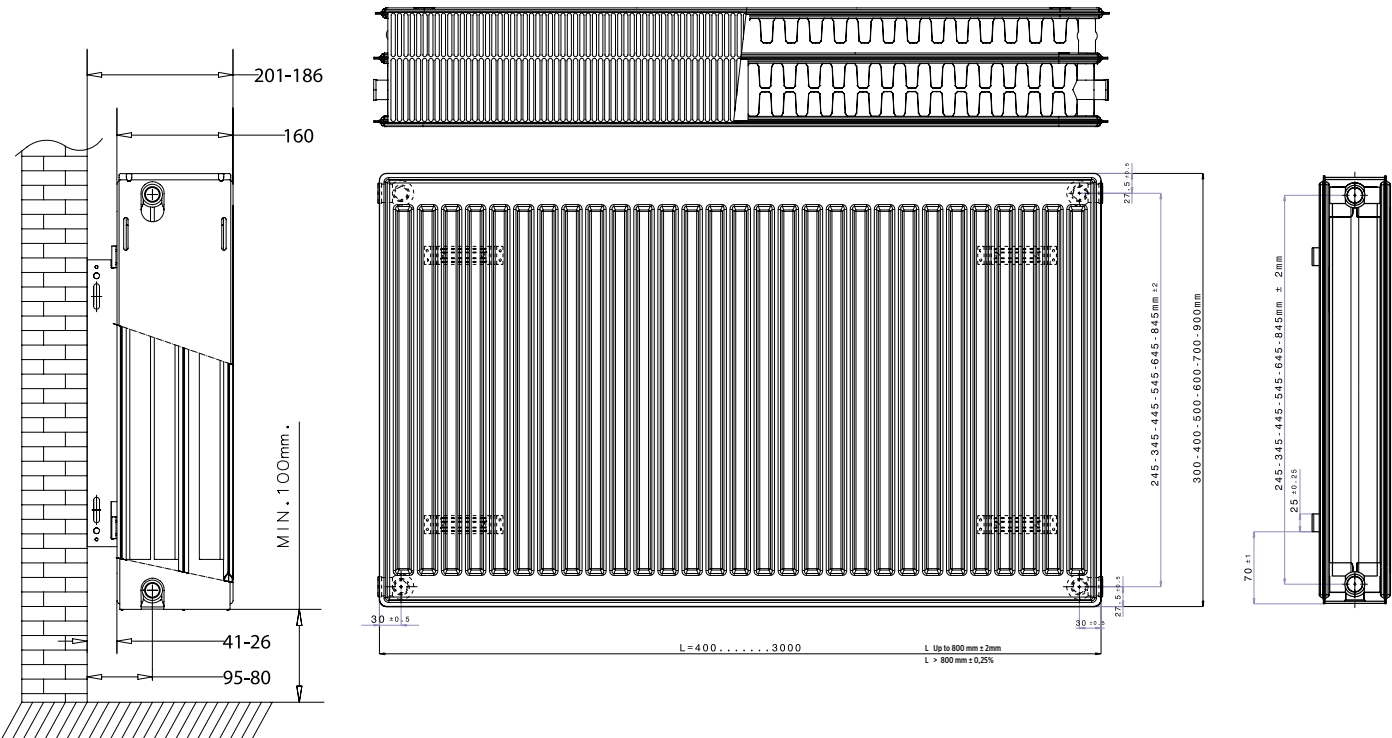 201-186
160
MIN.100mm.
41-26
95-80
27.5 ±0.5
245-345-445-545-645-845mm ±2
300-400-500-600-700-900mm
27.5 ±0.5
30 ±0.5
30 ±0.5
L=400.......3000
L Up to 800 mm ± 2mm
L > 800 mm ± 0,25%
245-345-445-545-645-845mm ± 2mm
25 ±0.25
70 ±1